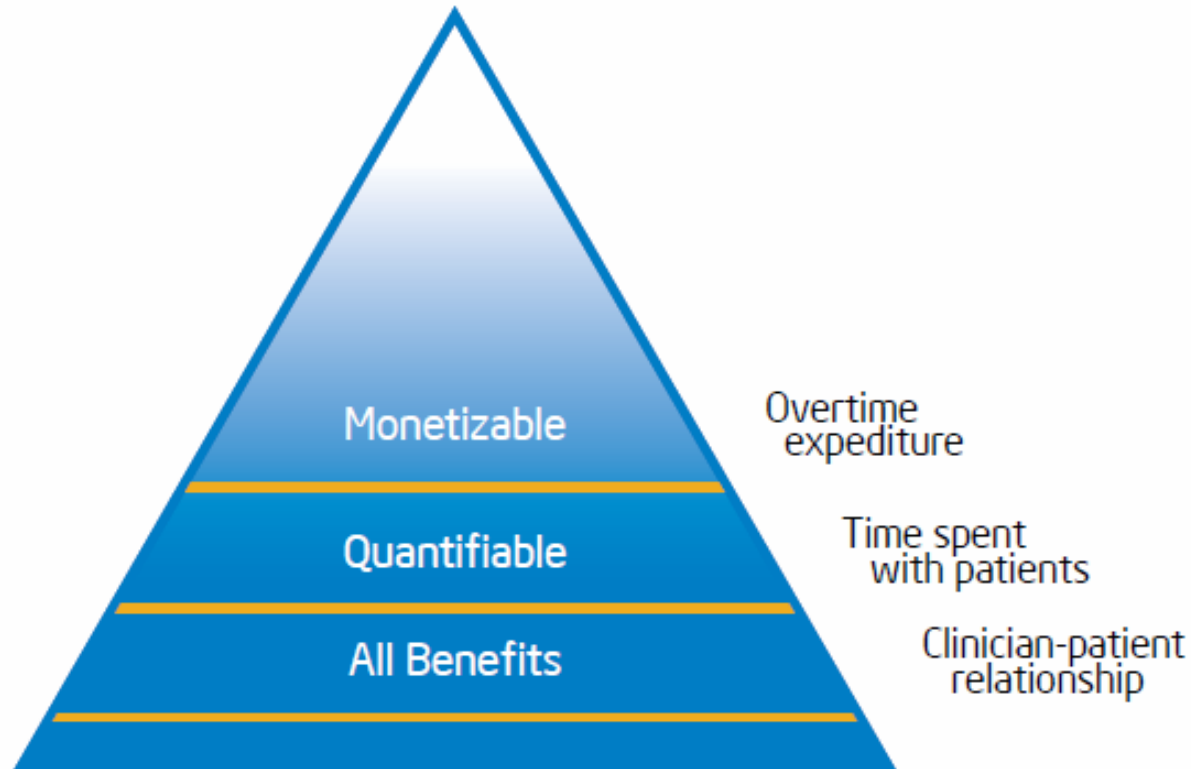 Monetizable
Overtime
expediture
Quantifiable
Time spent
with patients
All Benefits
Clinician-patient
relationship